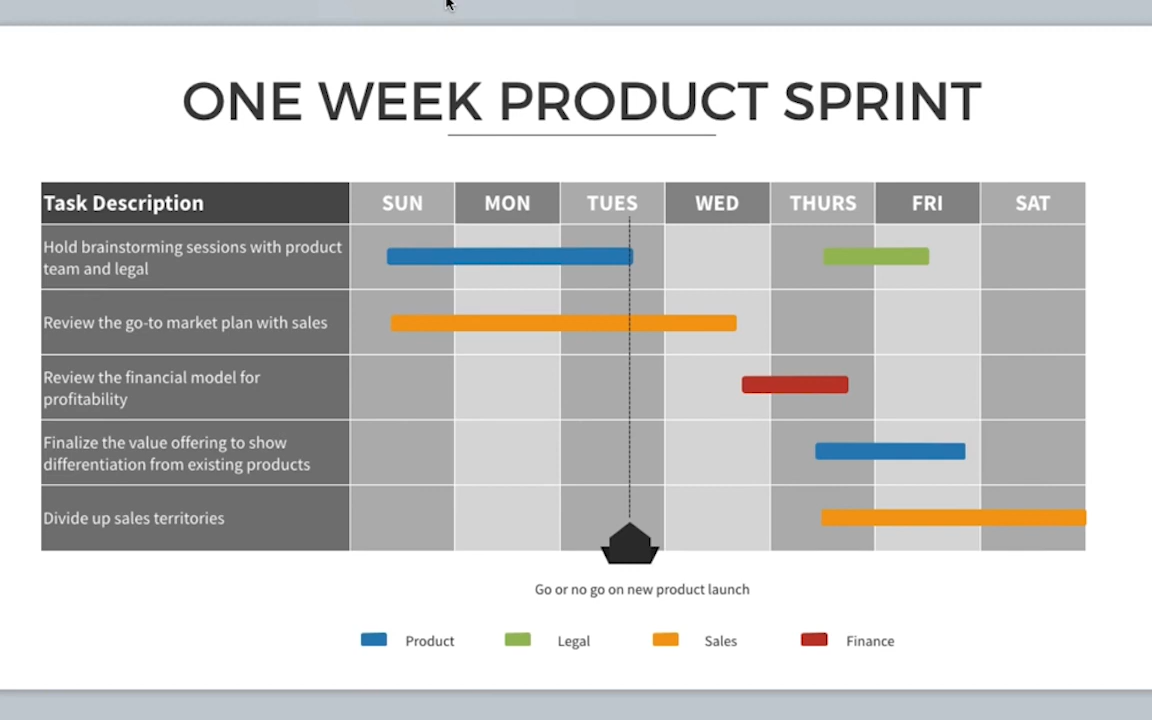 ONE WEEK PRODUCT SPRINT
Task Description SUN MON TUES WED THURS FRI SAT
Hold brainstorming sessions with product
team and legal
Review the go-to market plan with sales
Review the financial model for
profitability
Finalize the value offering to show
differentiation from existing products
Divide up sales territories
Go or no go on new product launch
Product Legal Sales Finance